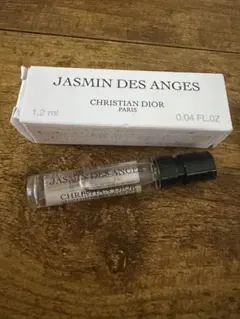 JASMIN DES ANGES
CHRISTIAN DIOR
PARIS
1.2 ml
0.04 FL.OZ
JASMIN DES ANGES
CHRISTIAN DIOR